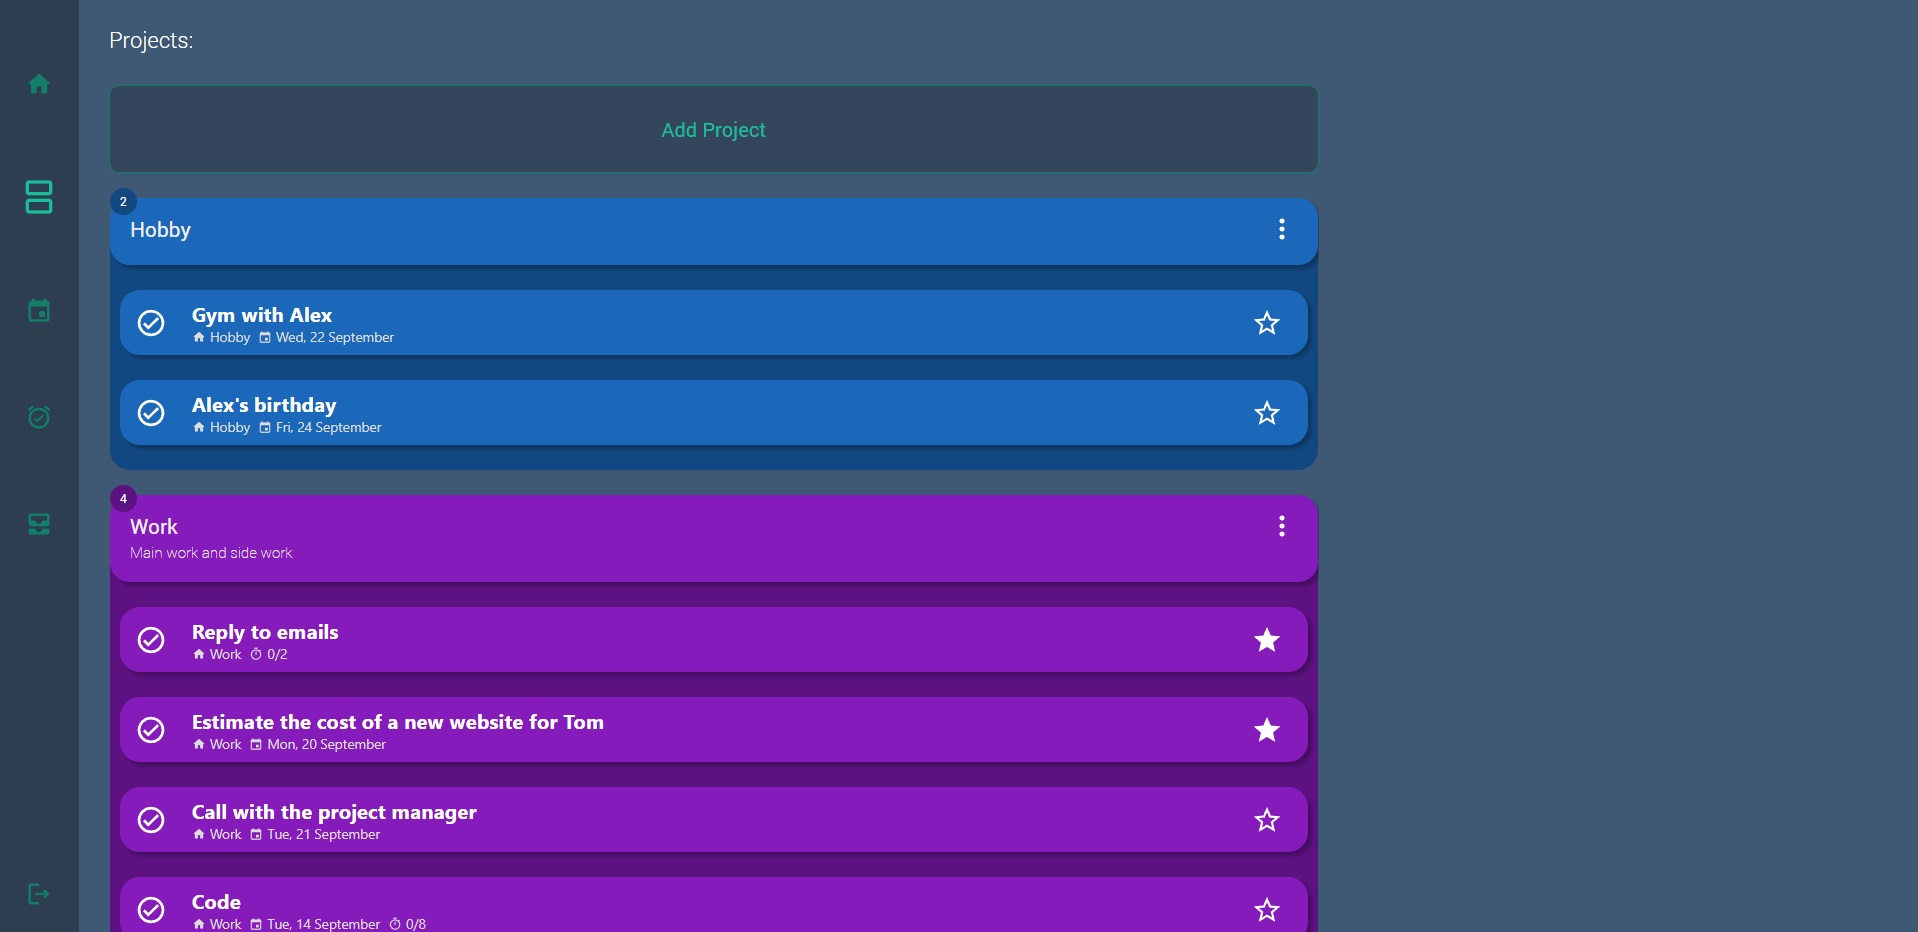 Projects:
Add Project
2
Hobby
Gym with Alex
Hobby Wed, 22 September
Alex's birthday
Hobby Fri, 24 September
4
Work
Main work and side work
Reply to emails
Work 0/2
Estimate the cost of a new website for Tom
Work Mon, 20 September
Call with the project manager
Work Tue, 21 September
Code
Work Tue, 14 September 0/8